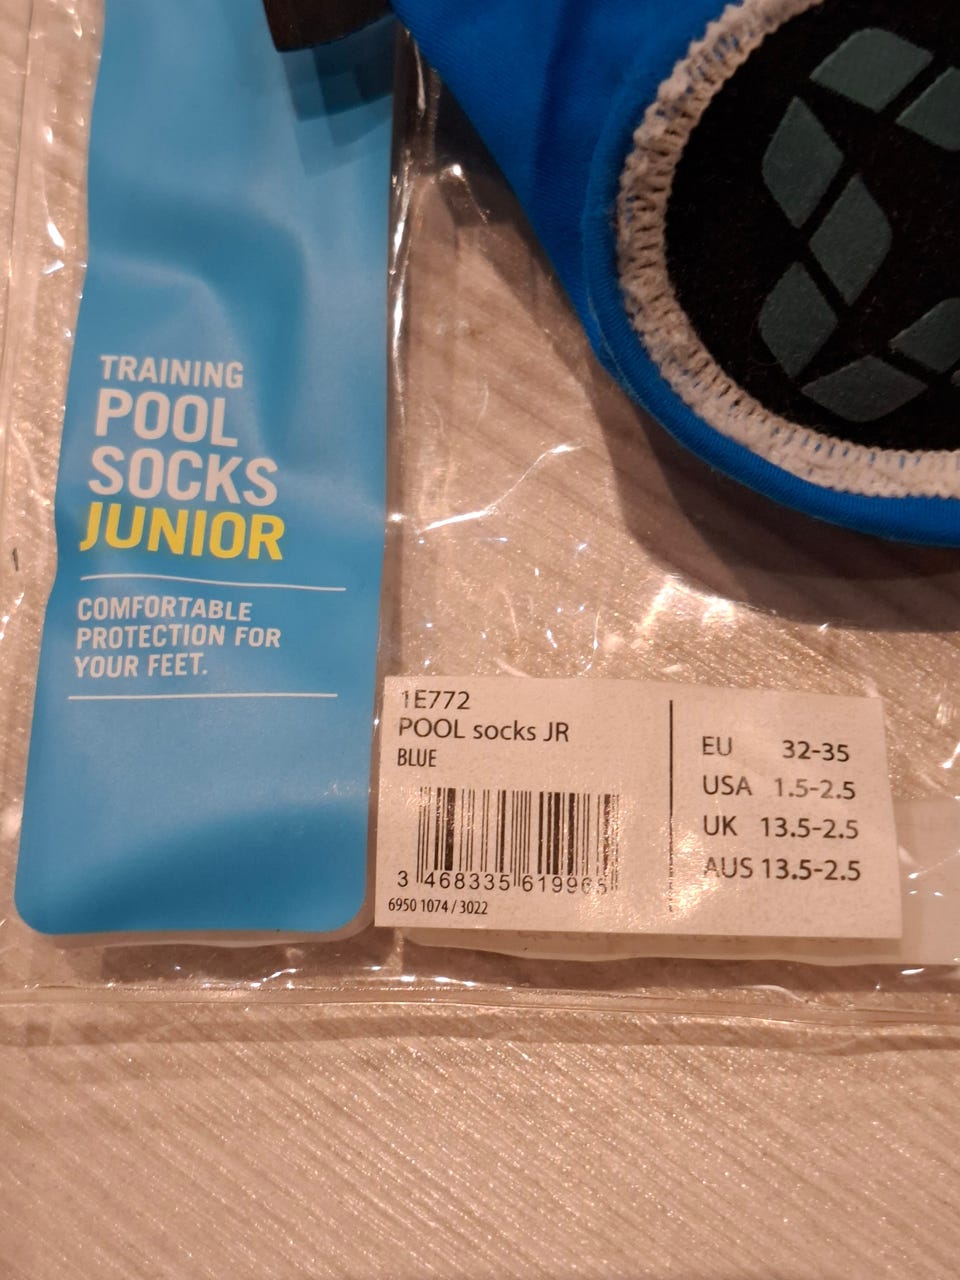 TRAINING
POOL
SOCKS
JUNIOR
COMFORTABLE
PROTECTION FOR
YOUR FEET.
1E772
POOL socks JR
BLUE
3 468335 619965
6950 1074 / 3022
EU 32-35
USA 1.5-2.5
UK 13.5-2.5
AUS 13.5-2.5